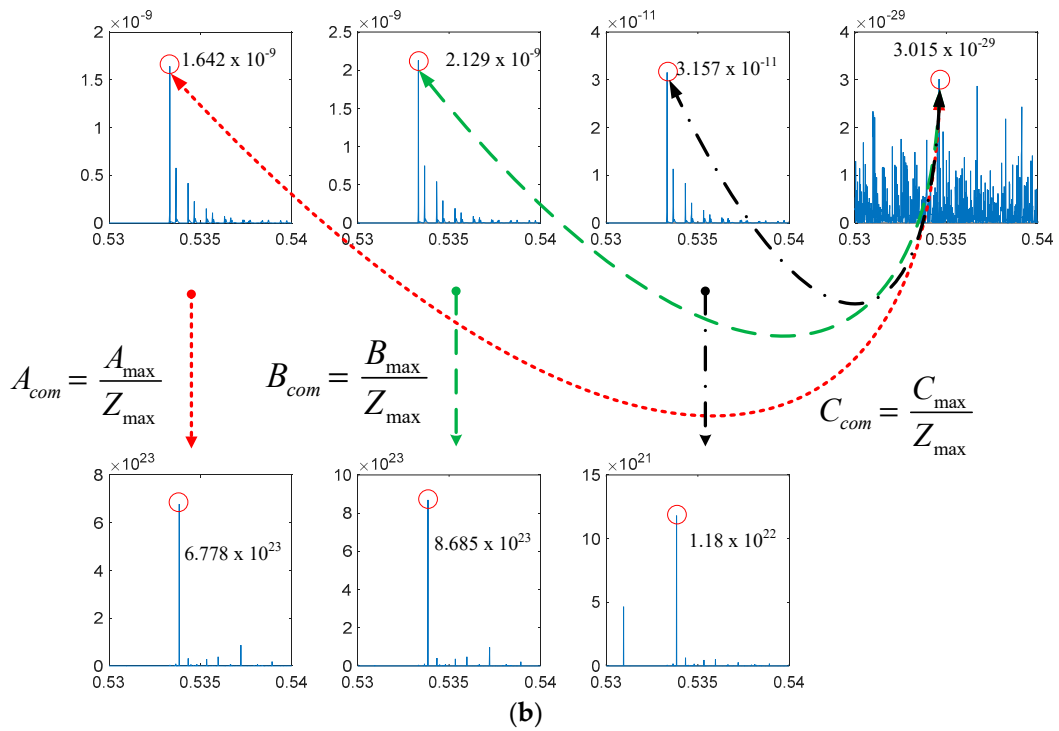 ×10⁻⁹ ×10⁻⁹ ×10⁻¹¹ ×10⁻²⁹
2 2.5 4 4
1.642 x 10⁻⁹ 2.129 x 10⁻⁹ 3.157 x 10⁻¹¹ 3.015 x 10⁻²⁹
2
1.5 3 3
1.5
1 2 2
1
0.5 1 1
0.5
0 0 0 0
0.53 0.535 0.54 0.53 0.535 0.54 0.53 0.535 0.54 0.53 0.535 0.54
A_com = A_max / Z_max B_com = B_max / Z_max C_com = C_max / Z_max
×10²³ ×10²³ ×10²¹
8 10 15
8
6
6.778 x 10²³ 8.685 x 10²³ 1.18 x 10²²
6 10
4
4
5
2
2
0 0 0
0.53 0.535 0.54 0.53 0.535 0.54 0.53 0.535 0.54
(b)